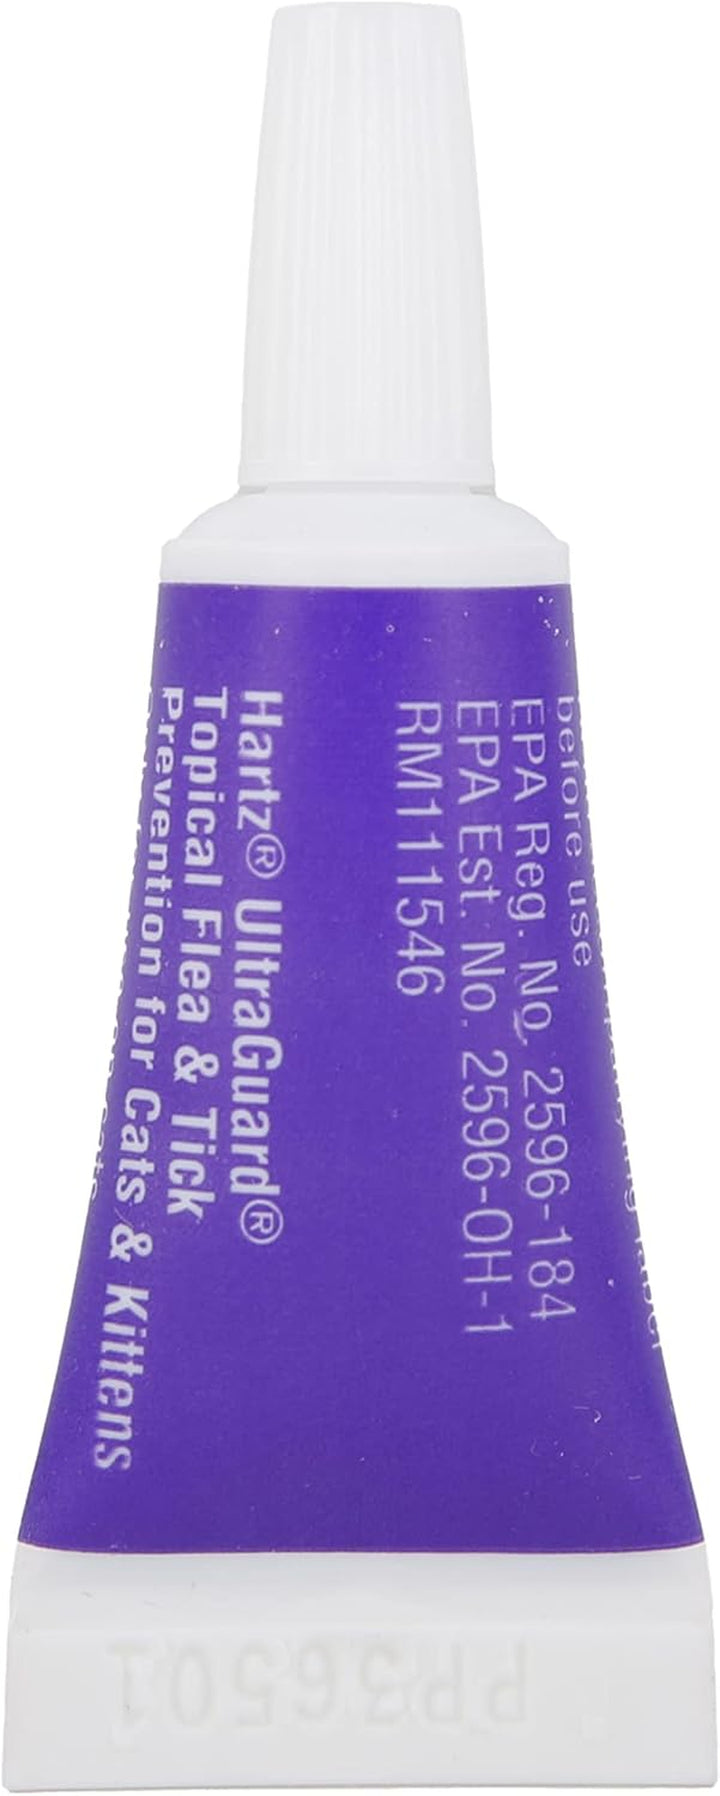 before use
EPA Reg. No. 2596-184
EPA Est. No. 2596-OH-1
RM111546
Hartz® UltraGuard®
Topical Flea & Tick
Prevention for Cats & Kittens
PP36501